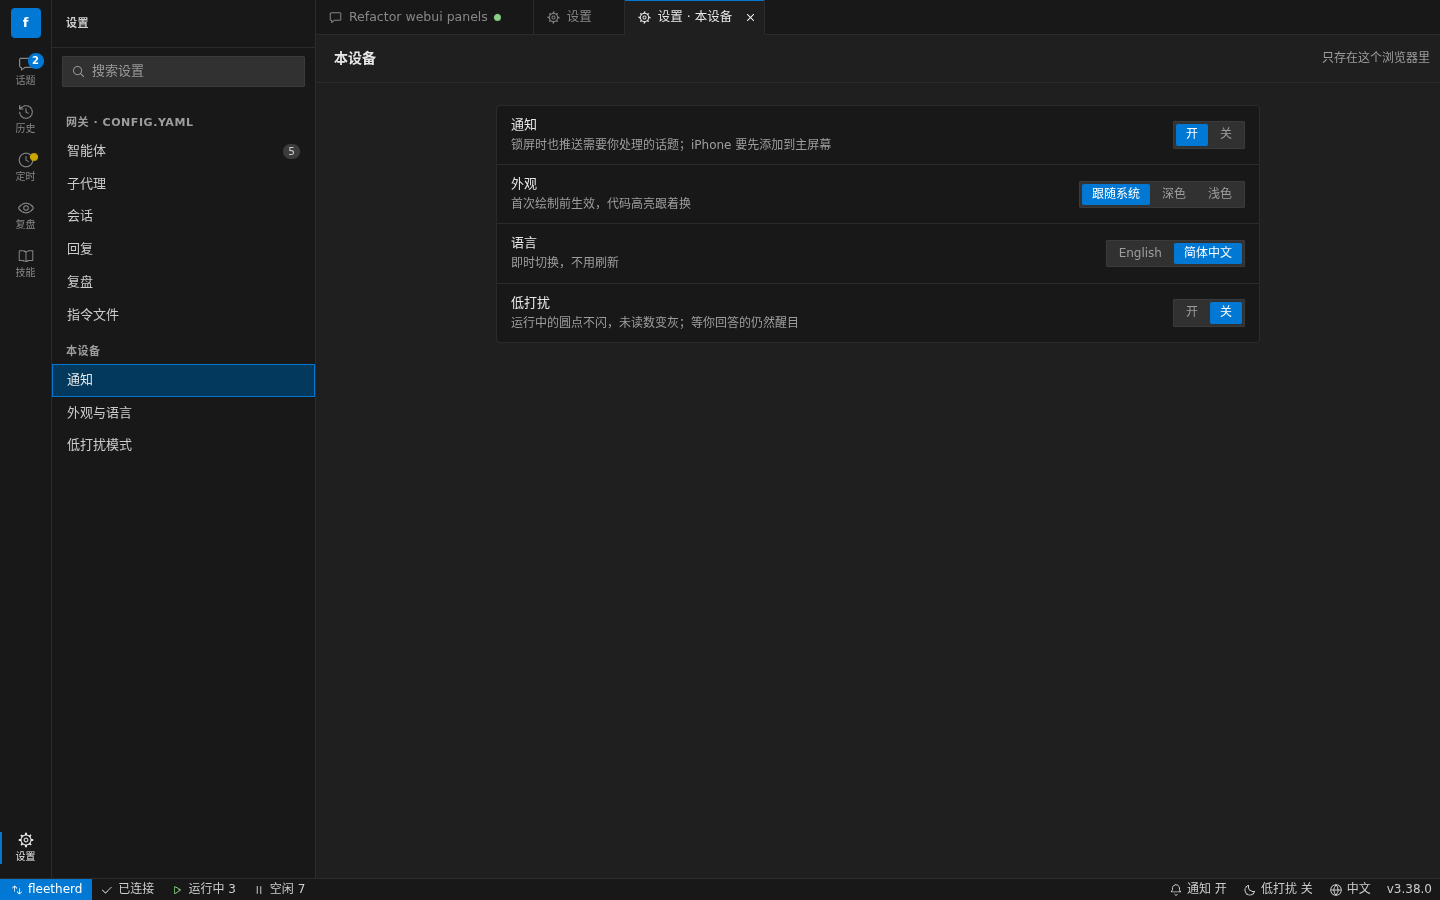 f
2
话题
历史
定时
复盘
技能
设置
设置
搜索设置
网关 · CONFIG.YAML
智能体 5
子代理
会话
回复
复盘
指令文件
本设备
通知
外观与语言
低打扰模式
Refactor webui panels
设置
设置 · 本设备
本设备
只存在这个浏览器里
通知
锁屏时也推送需要你处理的话题；iPhone 要先添加到主屏幕
开 关
外观
首次绘制前生效，代码高亮跟着换
跟随系统 深色 浅色
语言
即时切换，不用刷新
English 简体中文
低打扰
运行中的圆点不闪，未读数变灰；等你回答的仍然醒目
开 关
fleetherd 已连接 运行中 3 空闲 7 通知 开 低打扰 关 中文 v3.38.0